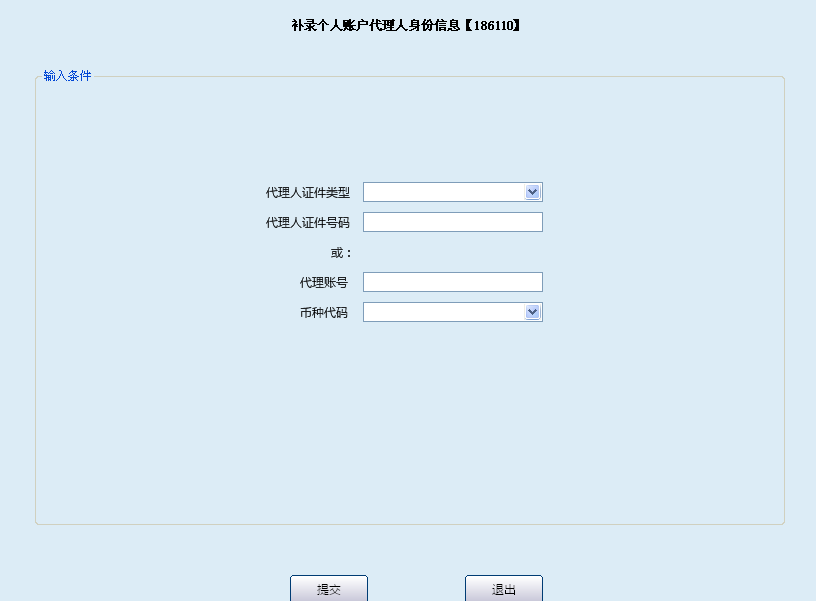 补录个人账户代理人身份信息【186110】
输入条件
代理人证件类型
代理人证件号码
或：
代理账号
币种代码
提交
退出